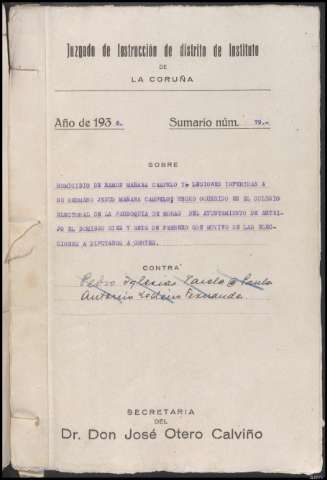 Juzgado de Instrucción de distrito de Instituto
DE
LA CORUÑA
Año de 193 6.
Sumario núm. 79.-
SOBRE
HOMICIDIO DE RAMON MAÑANA CAMPELO Y LESIONES INFERIDAS A
SU HERMANO JESUS MAÑANA CAMPELO; HECHO OCURRIDO EN EL COLEGIO
ELECTORAL DE LA PARROQUIA DE MORAS DEL AYUNTAMIENTO DE ARTEI-
JO EL DOMINGO DIEZ Y SEIS DE FEBRERO CON MOTIVO DE LAS ELEC-
CIONES A DIPUTADOS A CORTES.
CONTRA
Pedro Iglesias
Antonio
SECRETARIA
DEL
Dr. Don José Otero Calviño